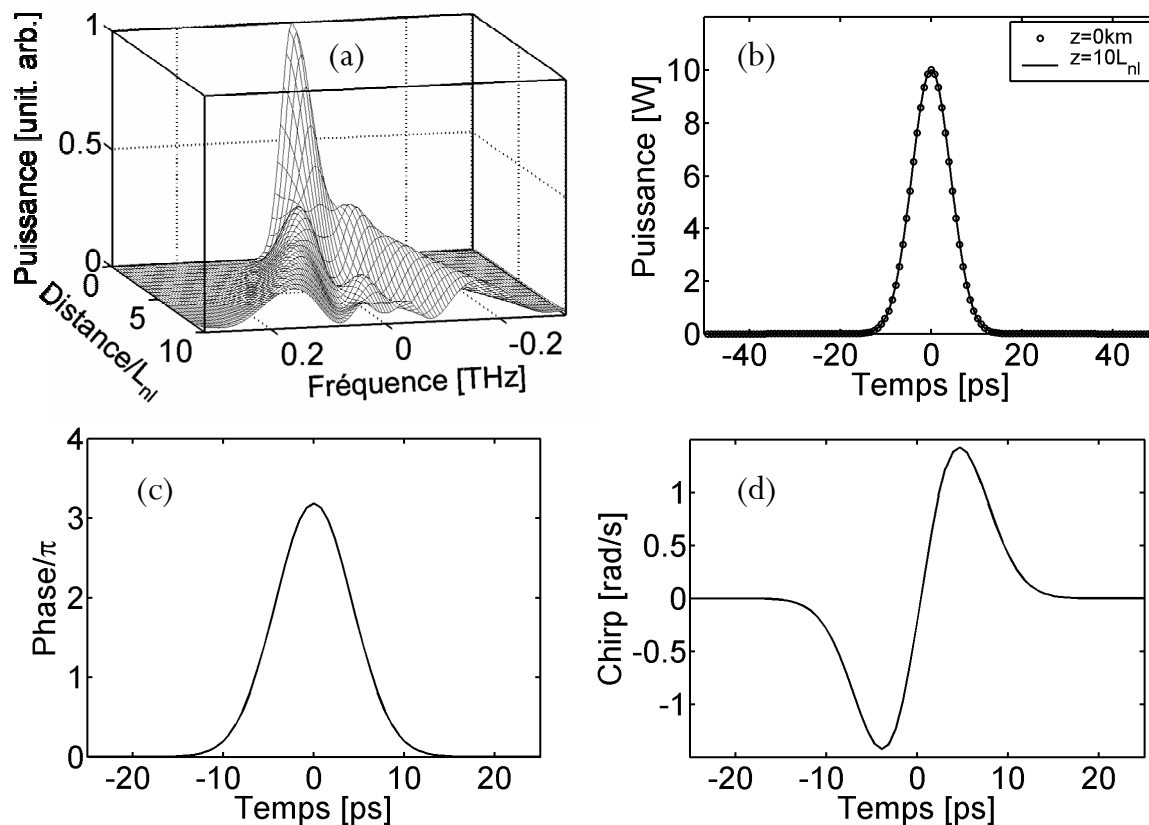 (a)
Puissance [unit. arb.]
1
0.5
0
0
5
10
Distance/Lnl
0.2
0
-0.2
Fréquence [THz]
(b)
z=0km
z=10Lnl
Puissance [W]
10
8
6
4
2
0
-40 -20 0 20 40
Temps [ps]
(c)
Phase/π
4
3
2
1
0
-20 -10 0 10 20
Temps [ps]
(d)
Chirp [rad/s]
1
0.5
0
-0.5
-1
-20 -10 0 10 20
Temps [ps]